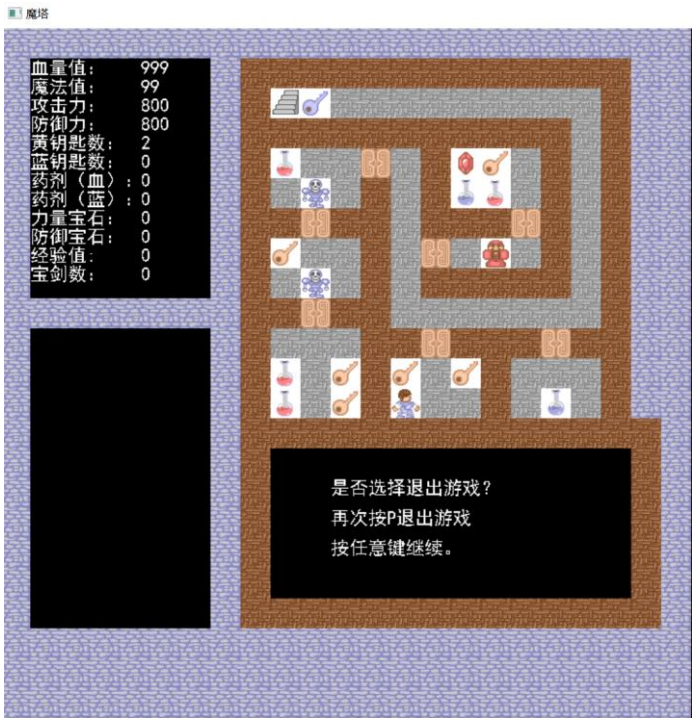 魔塔
血量值： 999
魔法值： 99
攻击力： 800
防御力： 800
黄钥匙数： 2
蓝钥匙数： 0
药剂（血）：0
药剂（蓝）：0
力量宝石： 0
防御宝石： 0
经验值： 0
宝剑数： 0
是否选择退出游戏？
再次按P退出游戏
按任意键继续。